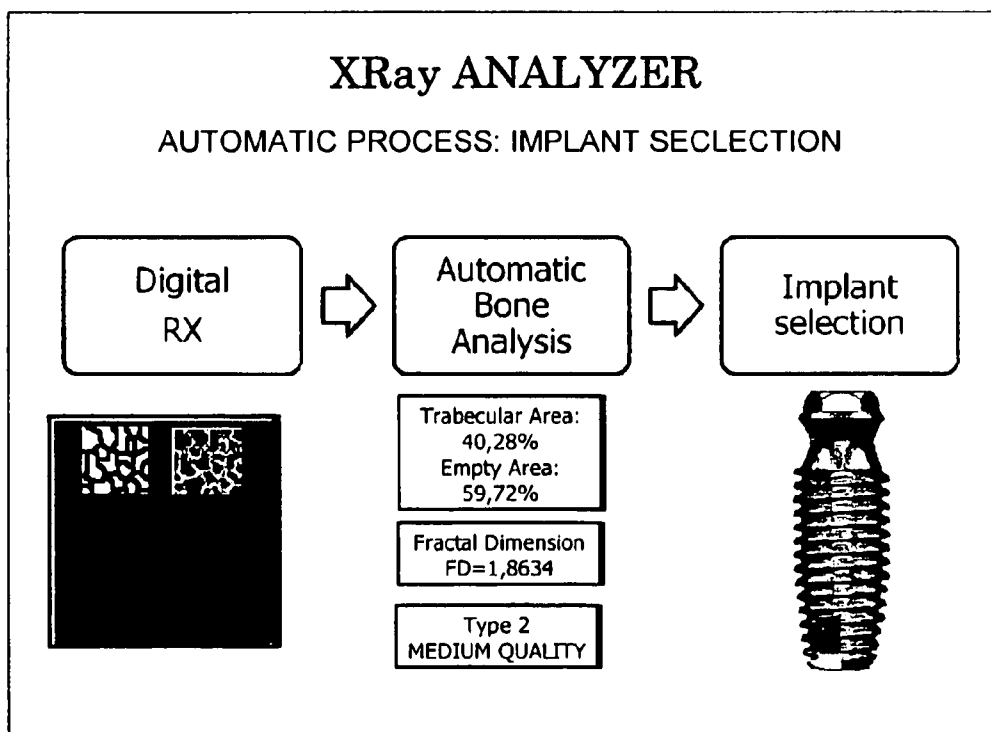 XRay ANALYZER
AUTOMATIC PROCESS: IMPLANT SECLECTION
Digital
RX
Automatic
Bone
Analysis
Implant
selection
Trabecular Area:
40,28%
Empty Area:
59,72%
Fractal Dimension
FD=1,8634
Type 2
MEDIUM QUALITY